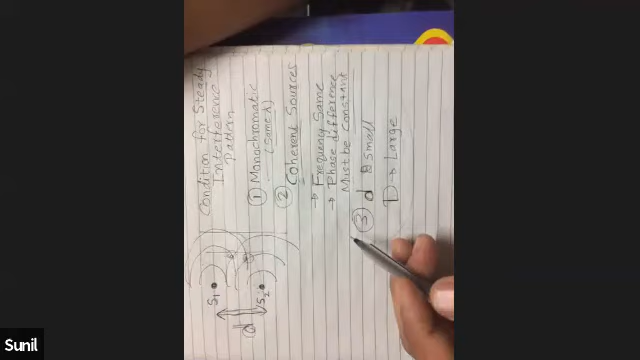 Condition for Steady
Interference
Pattern
① Monochromatic
(same λ)
② Coherent Sources
→ Frequency Same
→ Phase difference
Must be constant
③ d small
D → Large
S₁
S₂
d
Sunil